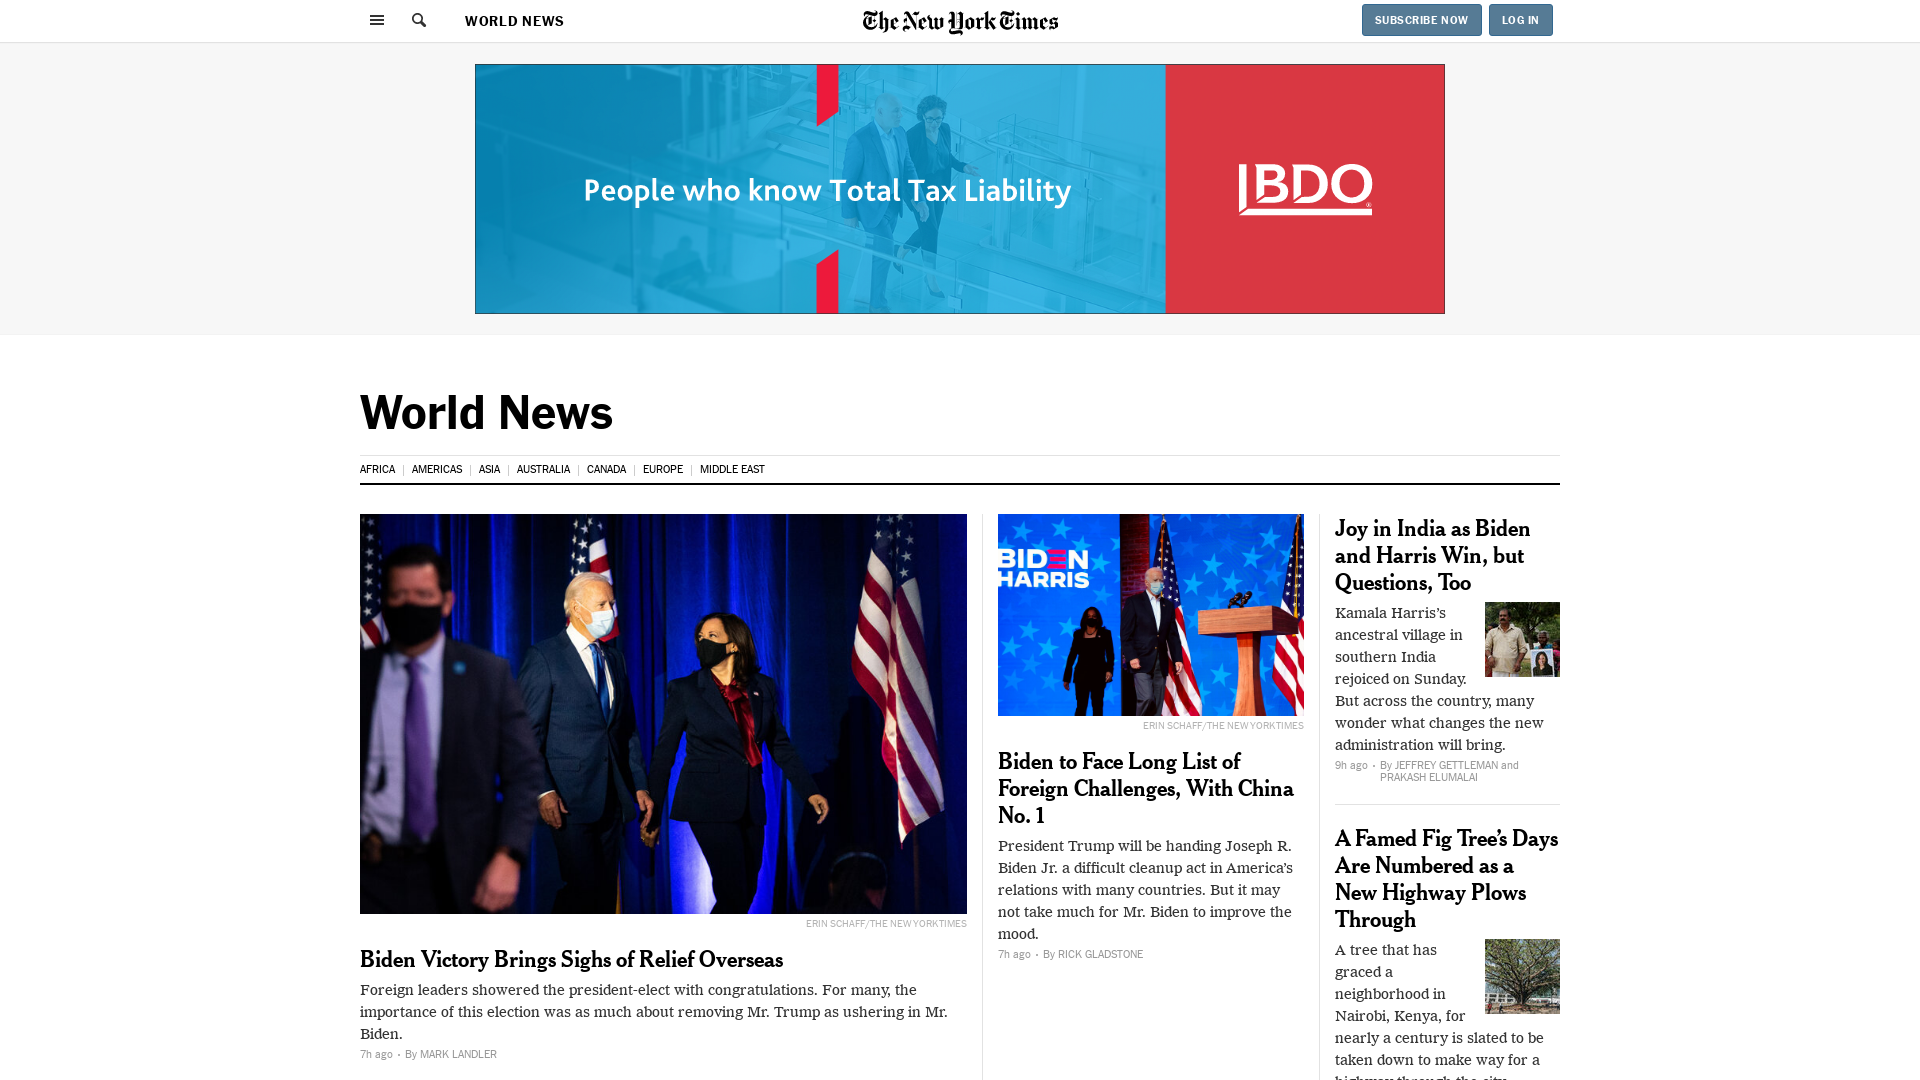 WORLD NEWS
The New York Times
SUBSCRIBE NOW
LOG IN
People who know Total Tax Liability
BDO
World News
AFRICA
AMERICAS
ASIA
AUSTRALIA
CANADA
EUROPE
MIDDLE EAST
ERIN SCHAFF/THE NEW YORK TIMES
Biden Victory Brings Sighs of Relief Overseas
Foreign leaders showered the president-elect with congratulations. For many, the
importance of this election was as much about removing Mr. Trump as ushering in Mr.
Biden.
7h ago • By MARK LANDLER
BIDEN
HARRIS
ERIN SCHAFF/THE NEW YORK TIMES
Biden to Face Long List of
Foreign Challenges, With China
No. 1
President Trump will be handing Joseph R.
Biden Jr. a difficult cleanup act in America’s
relations with many countries. But it may
not take much for Mr. Biden to improve the
mood.
7h ago • By RICK GLADSTONE
Joy in India as Biden
and Harris Win, but
Questions, Too
Kamala Harris’s
ancestral village in
southern India
rejoiced on Sunday.
But across the country, many
wonder what changes the new
administration will bring.
9h ago • By JEFFREY GETTLEMAN and
PRAKASH ELUMALAI
A Famed Fig Tree’s Days
Are Numbered as a
New Highway Plows
Through
A tree that has
graced a
neighborhood in
Nairobi, Kenya, for
nearly a century is slated to be
taken down to make way for a
highway through the city